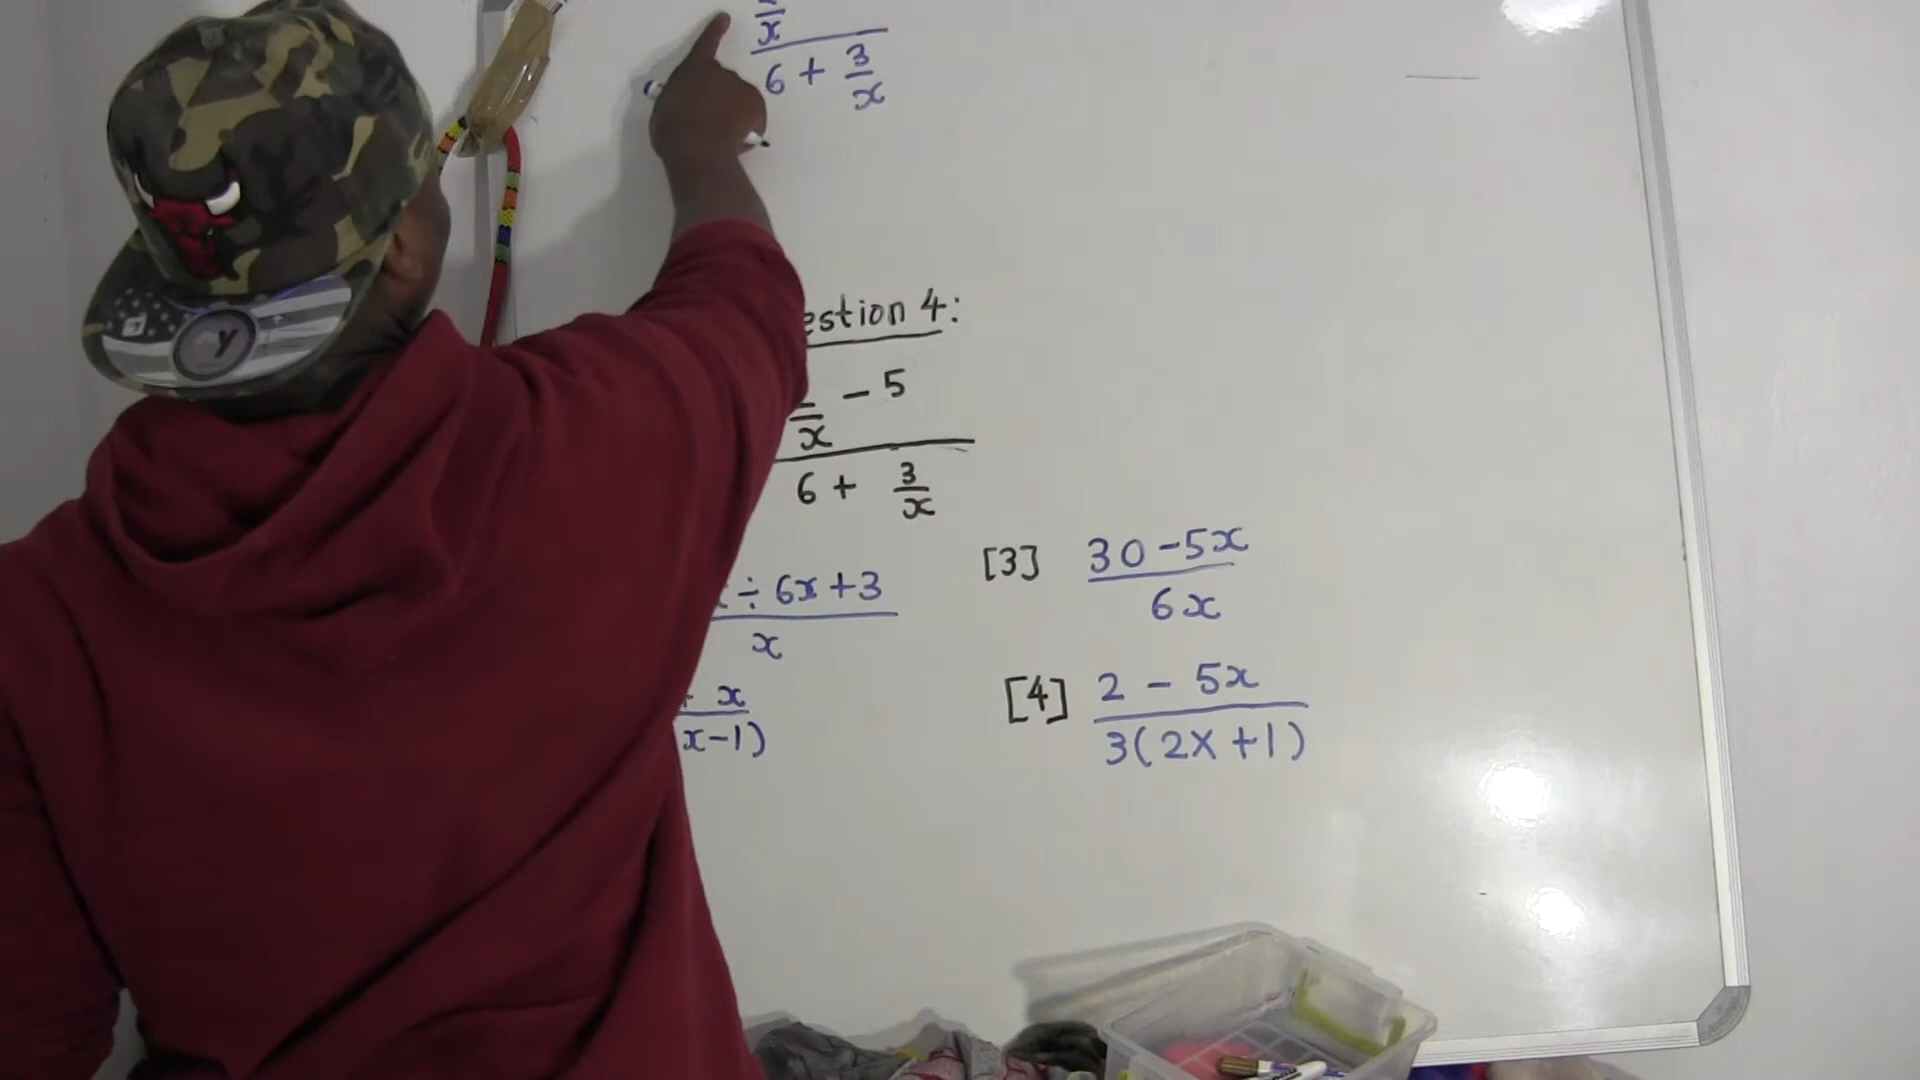 x
6 + 3/x
estion 4:
/x - 5
6 + 3/x
÷ 6x+3
x
x
x-1)
[3] 30-5x
6x
[4] 2 - 5x
3(2x+1)
Y